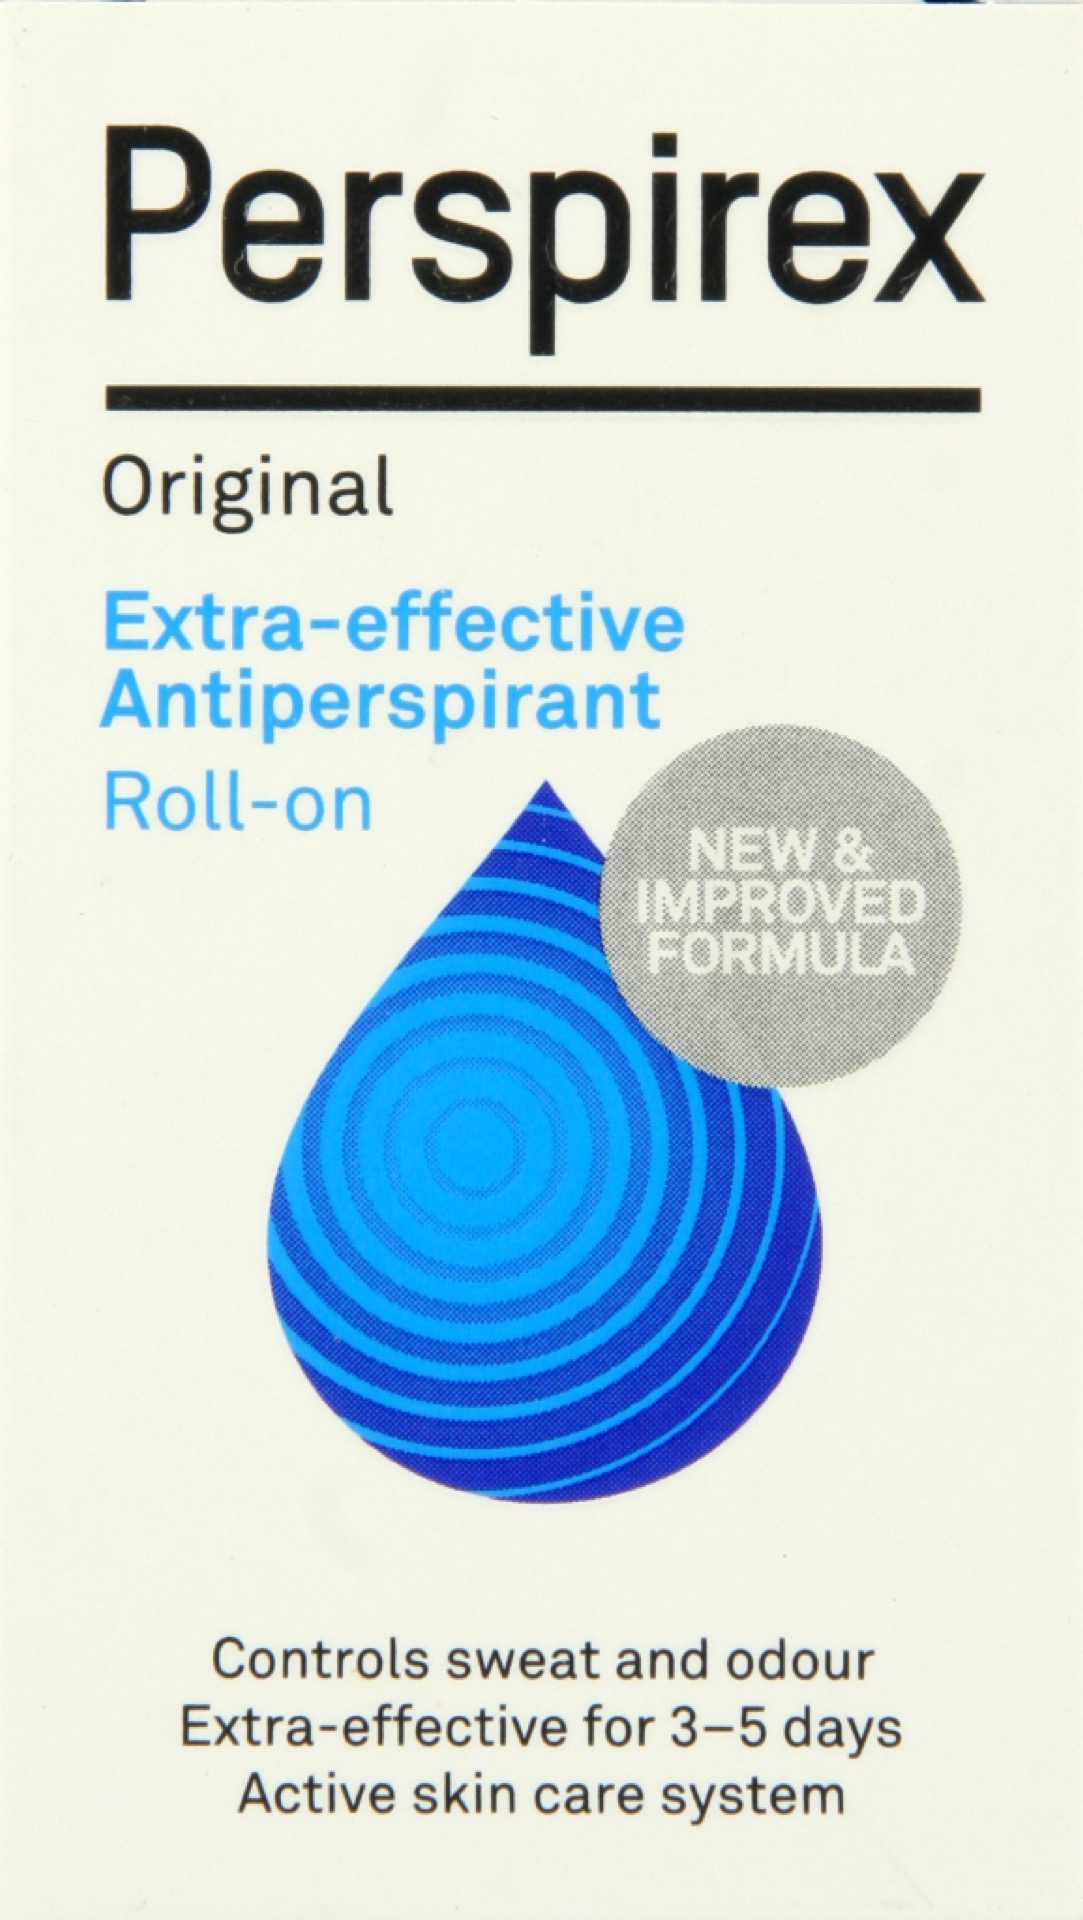 Perspirex
Original
Extra-effective
Antiperspirant
Roll-on
NEW &
IMPROVED
FORMULA
Controls sweat and odour
Extra-effective for 3–5 days
Active skin care system